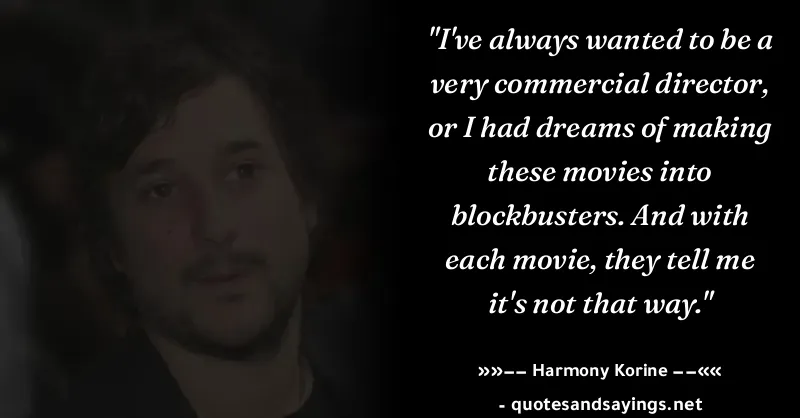 "I've always wanted to be a
very commercial director,
or I had dreams of making
these movies into
blockbusters. And with
each movie, they tell me
it's not that way."
»»–– Harmony Korine ––««
- quotesandsayings.net